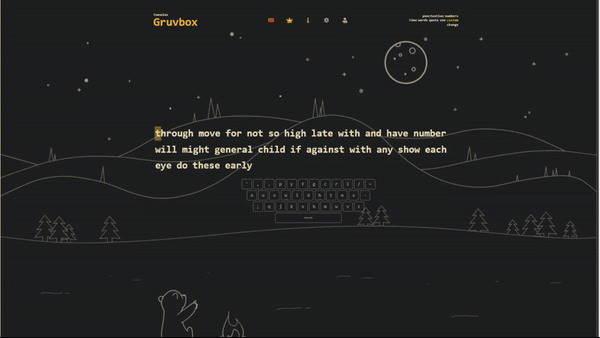 Gruvbox
punctuation numbers
time words quote zen custom
change
through move for not so high late with and have number
will might general child if against with any show each
eye do these early
' , . p y f g c r l / =
a o e u i d h t n s -
; q j k x b m w v z